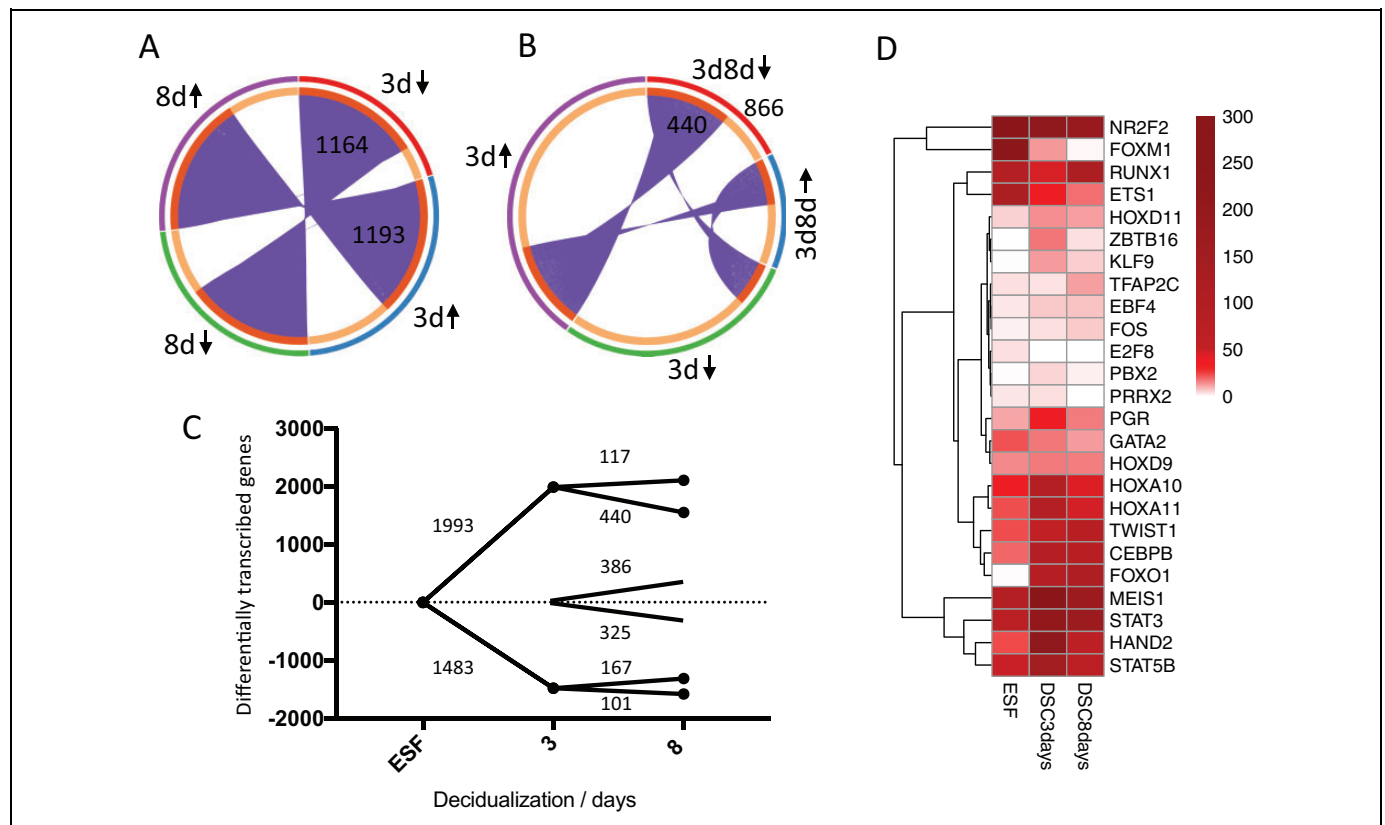 A
8d↑
3d↓
1164
1193
3d↑
8d↓
B
3d8d↓
866
440
3d↑
3d8d↑
3d↓
C
Differentially transcribed genes
3000
2000
1000
0
-1000
-2000
1993
1483
117
440
386
325
167
101
ESF
3
8
Decidualization / days
D
NR2F2
FOXM1
RUNX1
ETS1
HOXD11
ZBTB16
KLF9
TFAP2C
EBF4
FOS
E2F8
PBX2
PRRX2
PGR
GATA2
HOXD9
HOXA10
HOXA11
TWIST1
CEBPB
FOXO1
MEIS1
STAT3
HAND2
STAT5B
ESF
DSC3days
DSC8days
300
250
200
150
100
50
0